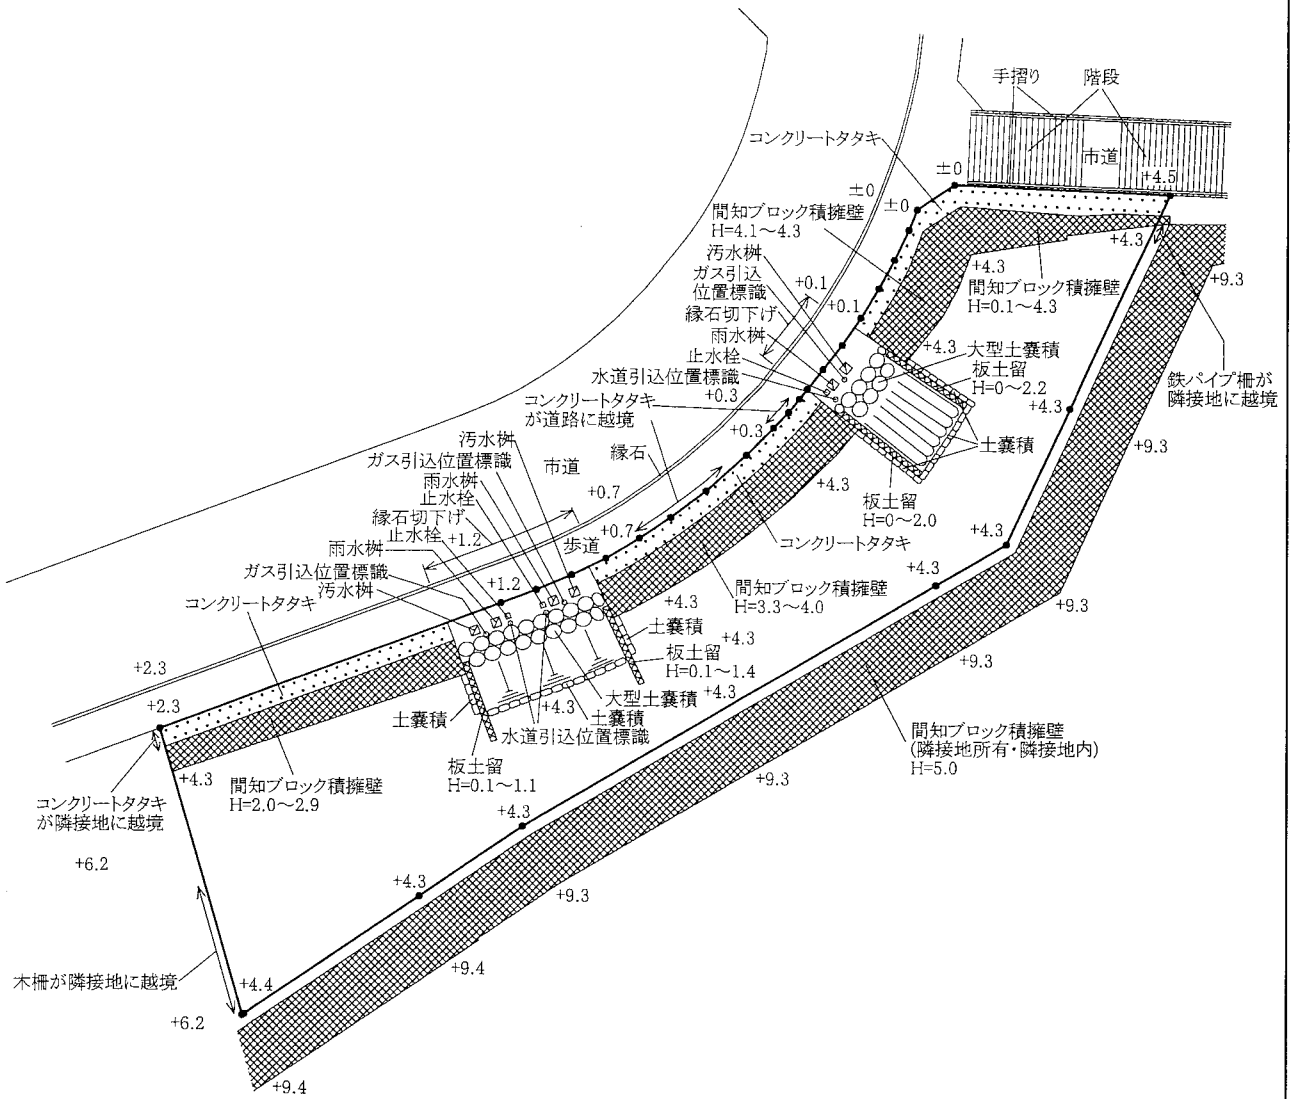 手摺り
階段
コンクリートタタキ
市道
±0
+4.5
±0
±0
間知ブロック積擁壁
H=4.1～4.3
+4.3
汚水桝
ガス引込
位置標識
+4.3
+0.1
間知ブロック積擁壁
H=0.1～4.3
+9.3
縁石切下げ
+0.1
雨水桝
止水栓
+4.3
大型土嚢積
板土留
H=0～2.2
水道引込位置標識
+0.3
鉄パイプ柵が
隣接地に越境
コンクリートタタキ
が道路に越境
+4.3
+0.3
汚水桝
土嚢積
+9.3
縁石
ガス引込位置標識
市道
+4.3
雨水桝
+0.7
止水栓
板土留
H=0～2.0
縁石切下げ
止水栓
+0.7
+4.3
+1.2
歩道
コンクリートタタキ
雨水桝
ガス引込位置標識
+4.3
汚水桝
+1.2
間知ブロック積擁壁
H=3.3～4.0
コンクリートタタキ
+4.3
+9.3
土嚢積
+4.3
板土留
H=0.1～1.4
+9.3
+2.3
+4.3
大型土嚢積
+2.3
+4.3
土嚢積
土嚢積
水道引込位置標識
間知ブロック積擁壁
(隣接地所有・隣接地内)
H=5.0
板土留
H=0.1～1.1
+4.3
間知ブロック積擁壁
H=2.0～2.9
+9.3
コンクリートタタキ
が隣接地に越境
+4.3
+6.2
+4.3
+9.3
木柵が隣接地に越境
+4.4
+9.4
+6.2
+9.4